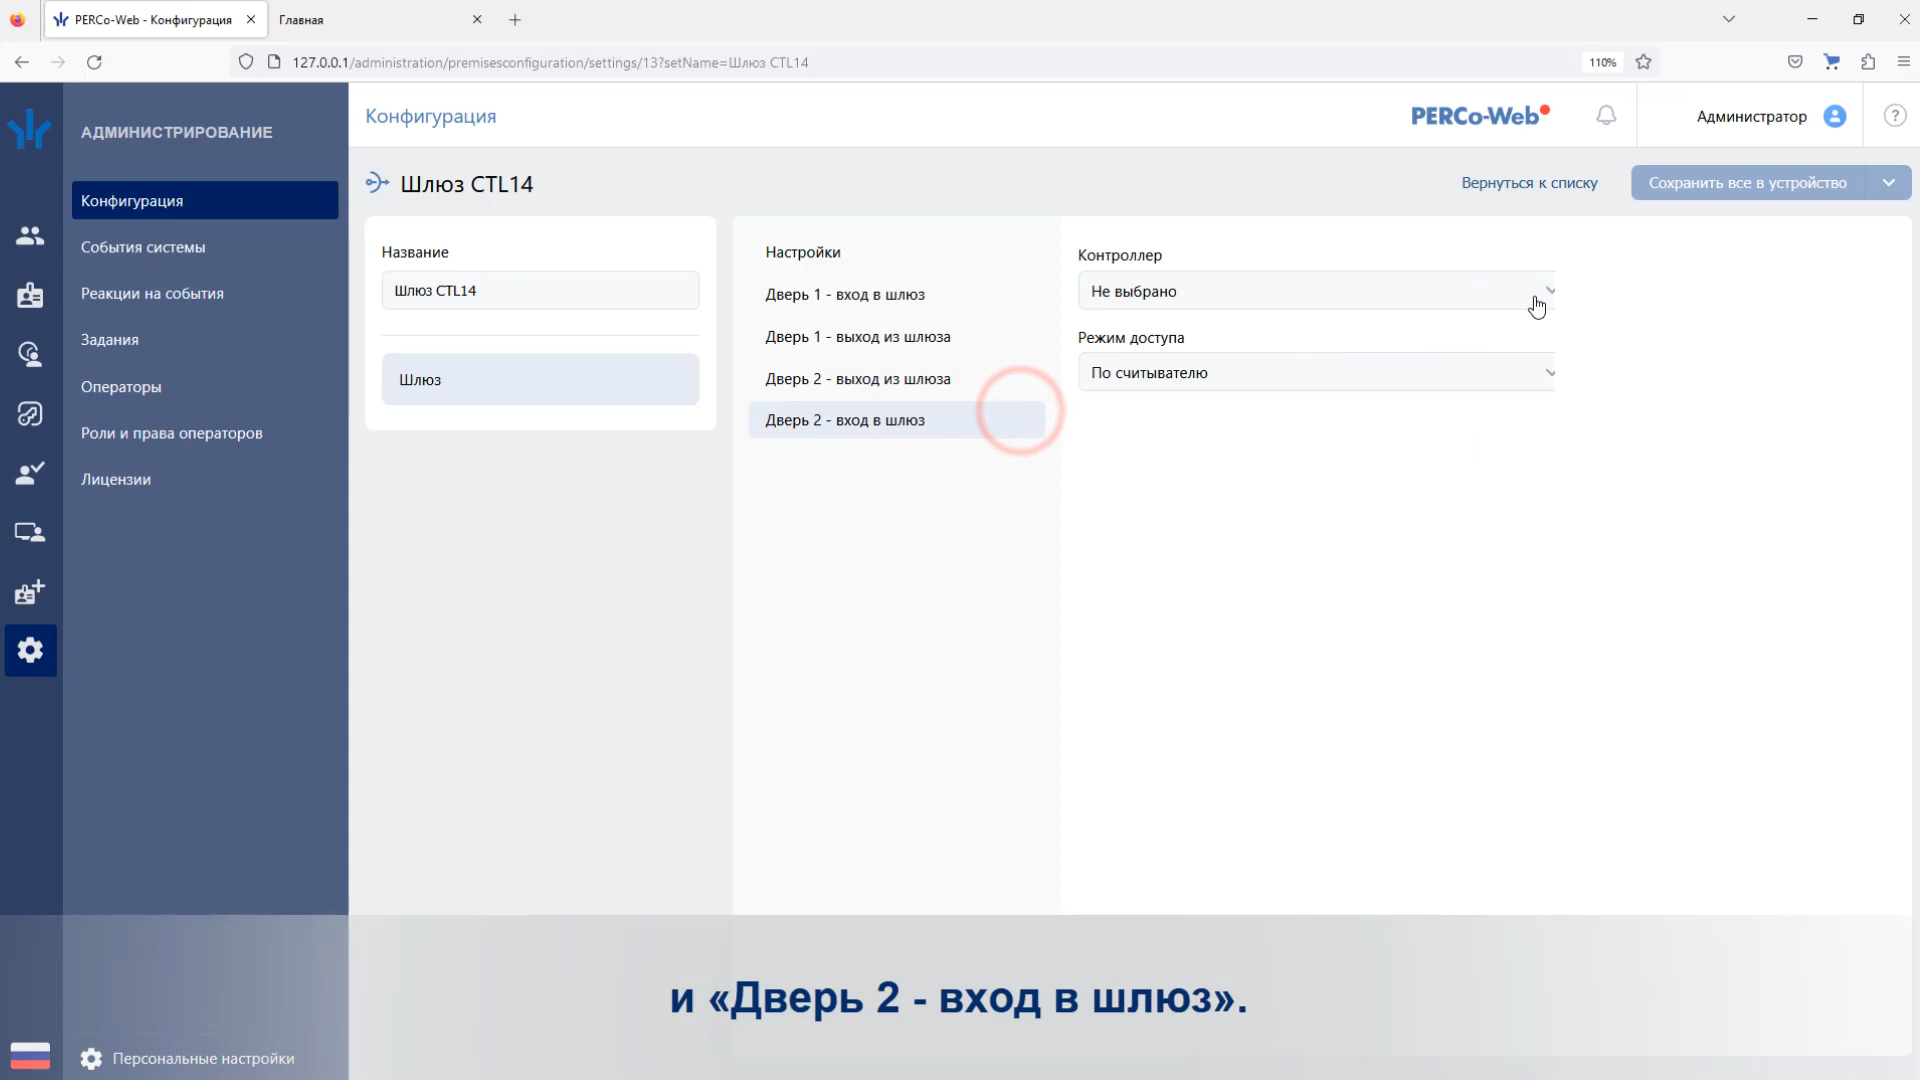 PERCo-Web - Конфигурация
Главная
127.0.0.1/administration/premisesconfiguration/settings/13?setName=Шлюз CTL14
110%
АДМИНИСТРИРОВАНИЕ
Конфигурация
События системы
Реакции на события
Задания
Операторы
Роли и права операторов
Лицензии
Персональные настройки
Конфигурация
PERCo-Web
Администратор
?
Шлюз CTL14
Вернуться к списку
Сохранить все в устройство
Название
Шлюз CTL14
Шлюз
Настройки
Дверь 1 - вход в шлюз
Дверь 1 - выход из шлюза
Дверь 2 - выход из шлюза
Дверь 2 - вход в шлюз
Контроллер
Не выбрано
Режим доступа
По считывателю
и «Дверь 2 - вход в шлюз».